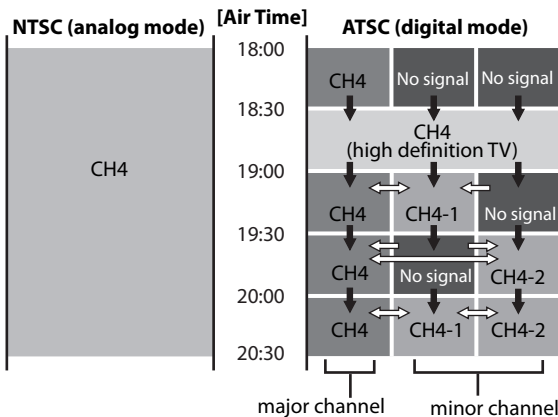 NTSC (analog mode) [Air Time] ATSC (digital mode)
18:00
CH4 No signal No signal
18:30
CH4
(high definition TV)
CH4
19:00
CH4 CH4-1 No signal
19:30
CH4 No signal CH4-2
20:00
CH4 CH4-1 CH4-2
20:30
major channel minor channel